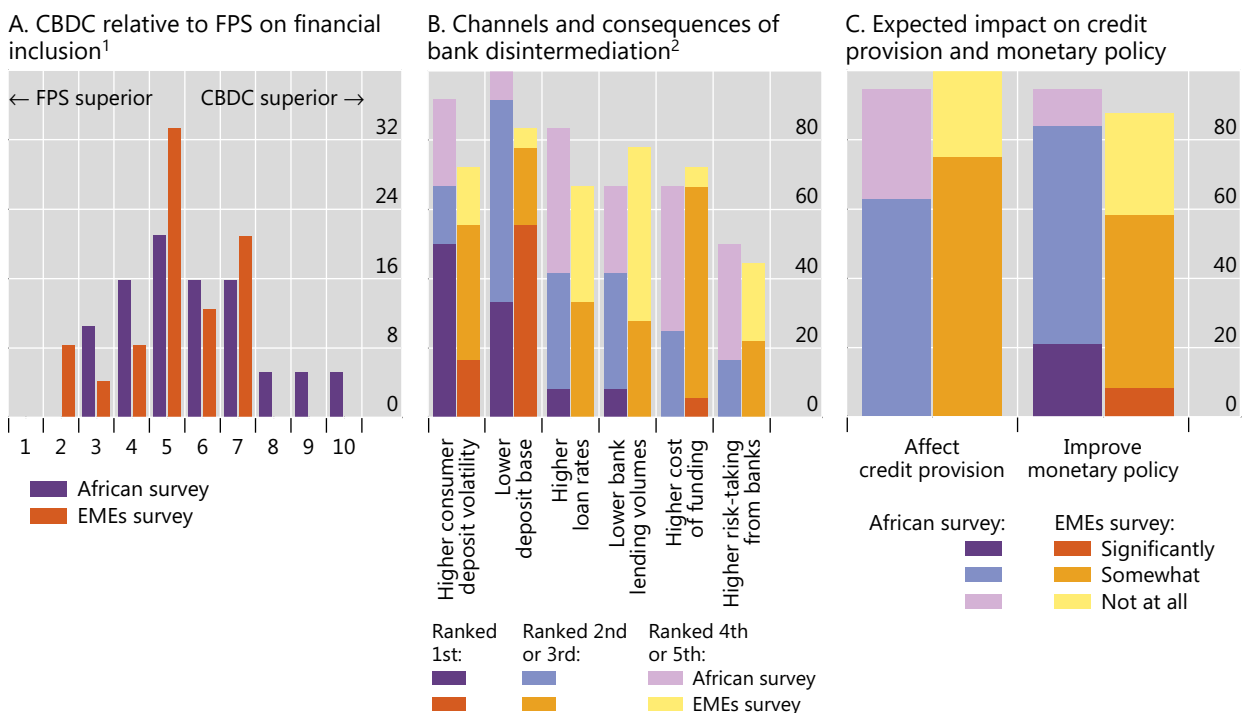 A. CBDC relative to FPS on financial
inclusion¹
← FPS superior
CBDC superior →
32
24
16
8
0
1 2 3 4 5 6 7 8 9 10
African survey
EMEs survey
B. Channels and consequences of
bank disintermediation²
80
60
40
20
0
Higher consumer
deposit volatility
Lower
deposit base
Higher
loan rates
Lower bank
lending volumes
Higher cost
of funding
Higher risk-taking
from banks
Ranked
1st:
Ranked 2nd
or 3rd:
Ranked 4th
or 5th:
African survey
EMEs survey
C. Expected impact on credit
provision and monetary policy
80
60
40
20
0
Affect
credit provision
Improve
monetary policy
African survey:
EMEs survey:
Significantly
Somewhat
Not at all